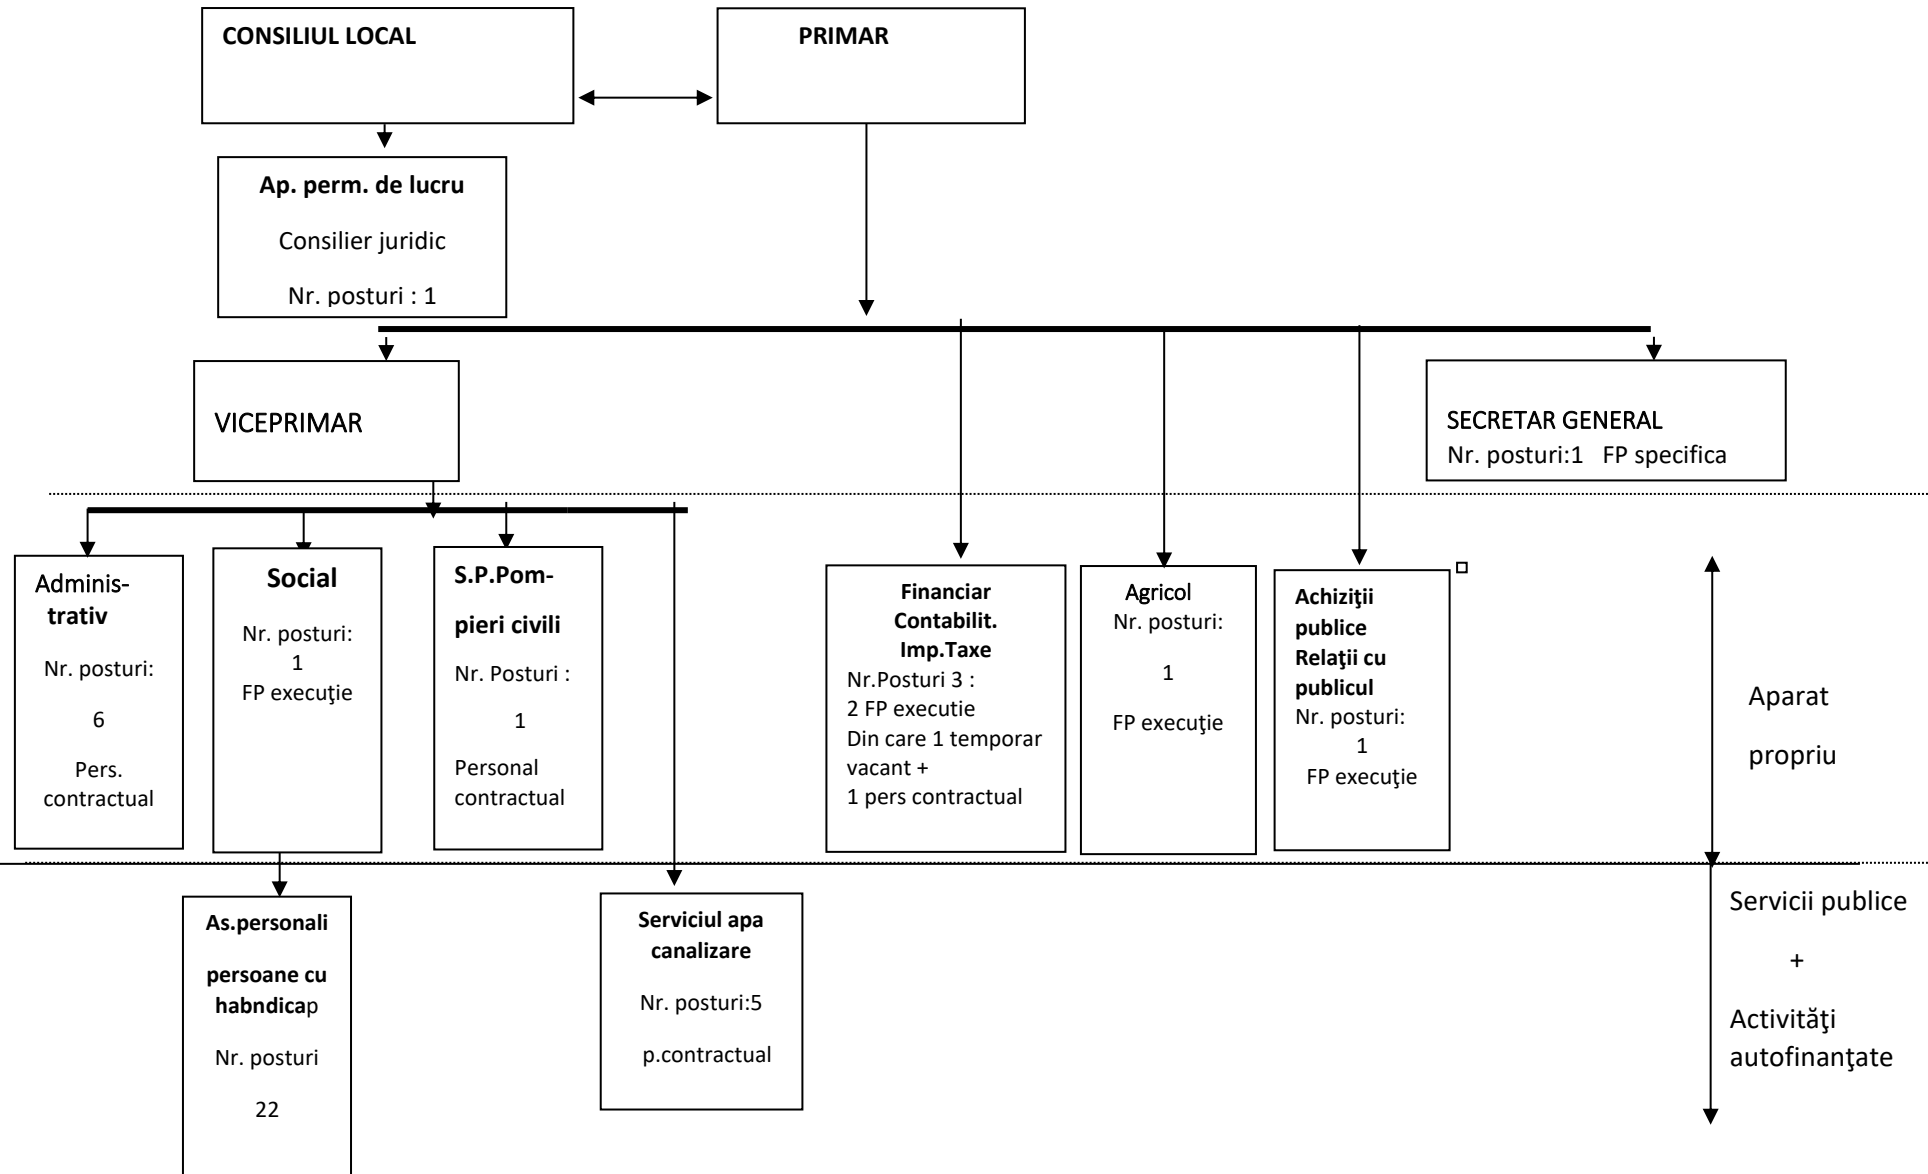 CONSILIUL LOCAL
PRIMAR
Ap. perm. de lucru
Consilier juridic
Nr. posturi : 1
VICEPRIMAR
SECRETAR GENERAL
Nr. posturi:1 FP specifica
Adminis-
trativ
Nr. posturi:
6
Pers.
contractual
Social
Nr. posturi:
1
FP execuţie
S.P.Pom-
pieri civili
Nr. Posturi :
1
Personal
contractual
Financiar
Contabilit.
Imp.Taxe
Nr.Posturi 3 :
2 FP executie
Din care 1 temporar
vacant +
1 pers contractual
Agricol
Nr. posturi:
1
FP execuţie
Achiziţii
publice
Relaţii cu
publicul
Nr. posturi:
1
FP execuţie
Aparat
propriu
As.personali
persoane cu
habndicap
Nr. posturi
22
Serviciul apa
canalizare
Nr. posturi:5
p.contractual
Servicii publice
+
Activităţi
autofinanţate